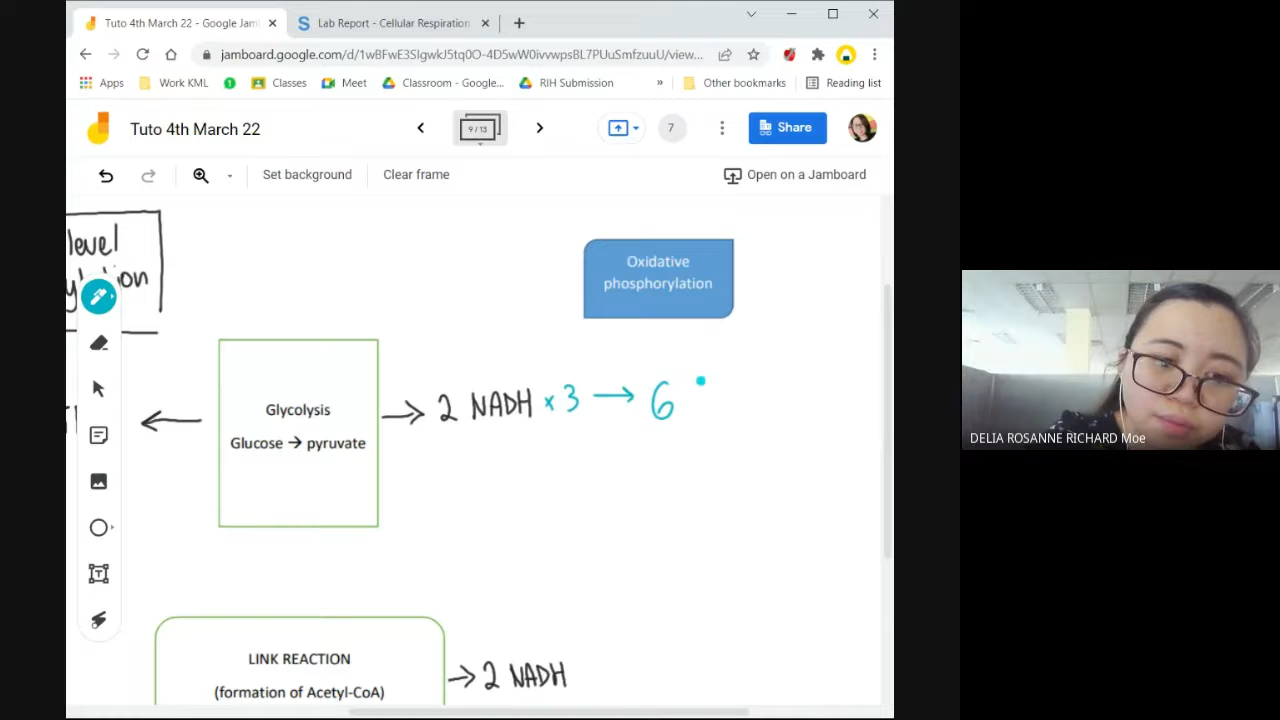 Tuto 4th March 22 - Google Jam
Lab Report - Cellular Respiration
jamboard.google.com/d/1wBFwE3SIgwkJ5tq0O-4D5wW0ivvwpsBL7PUuSmfzuuU/view...
Apps Work KML Classes Meet Classroom - Google... RIH Submission » Other bookmarks Reading list
Tuto 4th March 22
9 / 13
7
Share
Set background Clear frame Open on a Jamboard
level
Oxidative
phosphorylation
Glycolysis
Glucose → pyruvate
→ 2 NADH × 3 → 6
LINK REACTION
(formation of Acetyl-CoA)
→ 2 NADH
DELIA ROSANNE RICHARD Moe